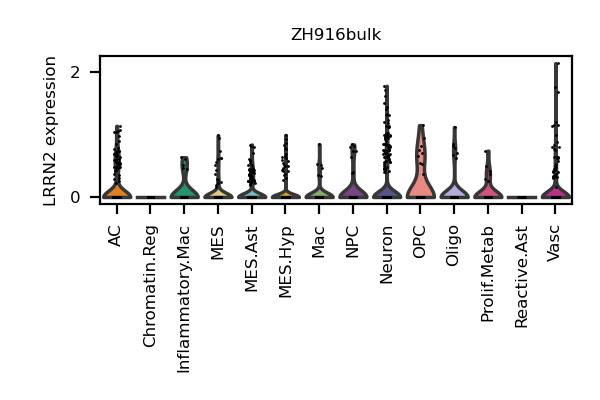 ZH916bulk
LRRN2 expression
2
0
AC
Chromatin.Reg
Inflammatory.Mac
MES
MES.Ast
MES.Hyp
Mac
NPC
Neuron
OPC
Oligo
Prolif.Metab
Reactive.Ast
Vasc